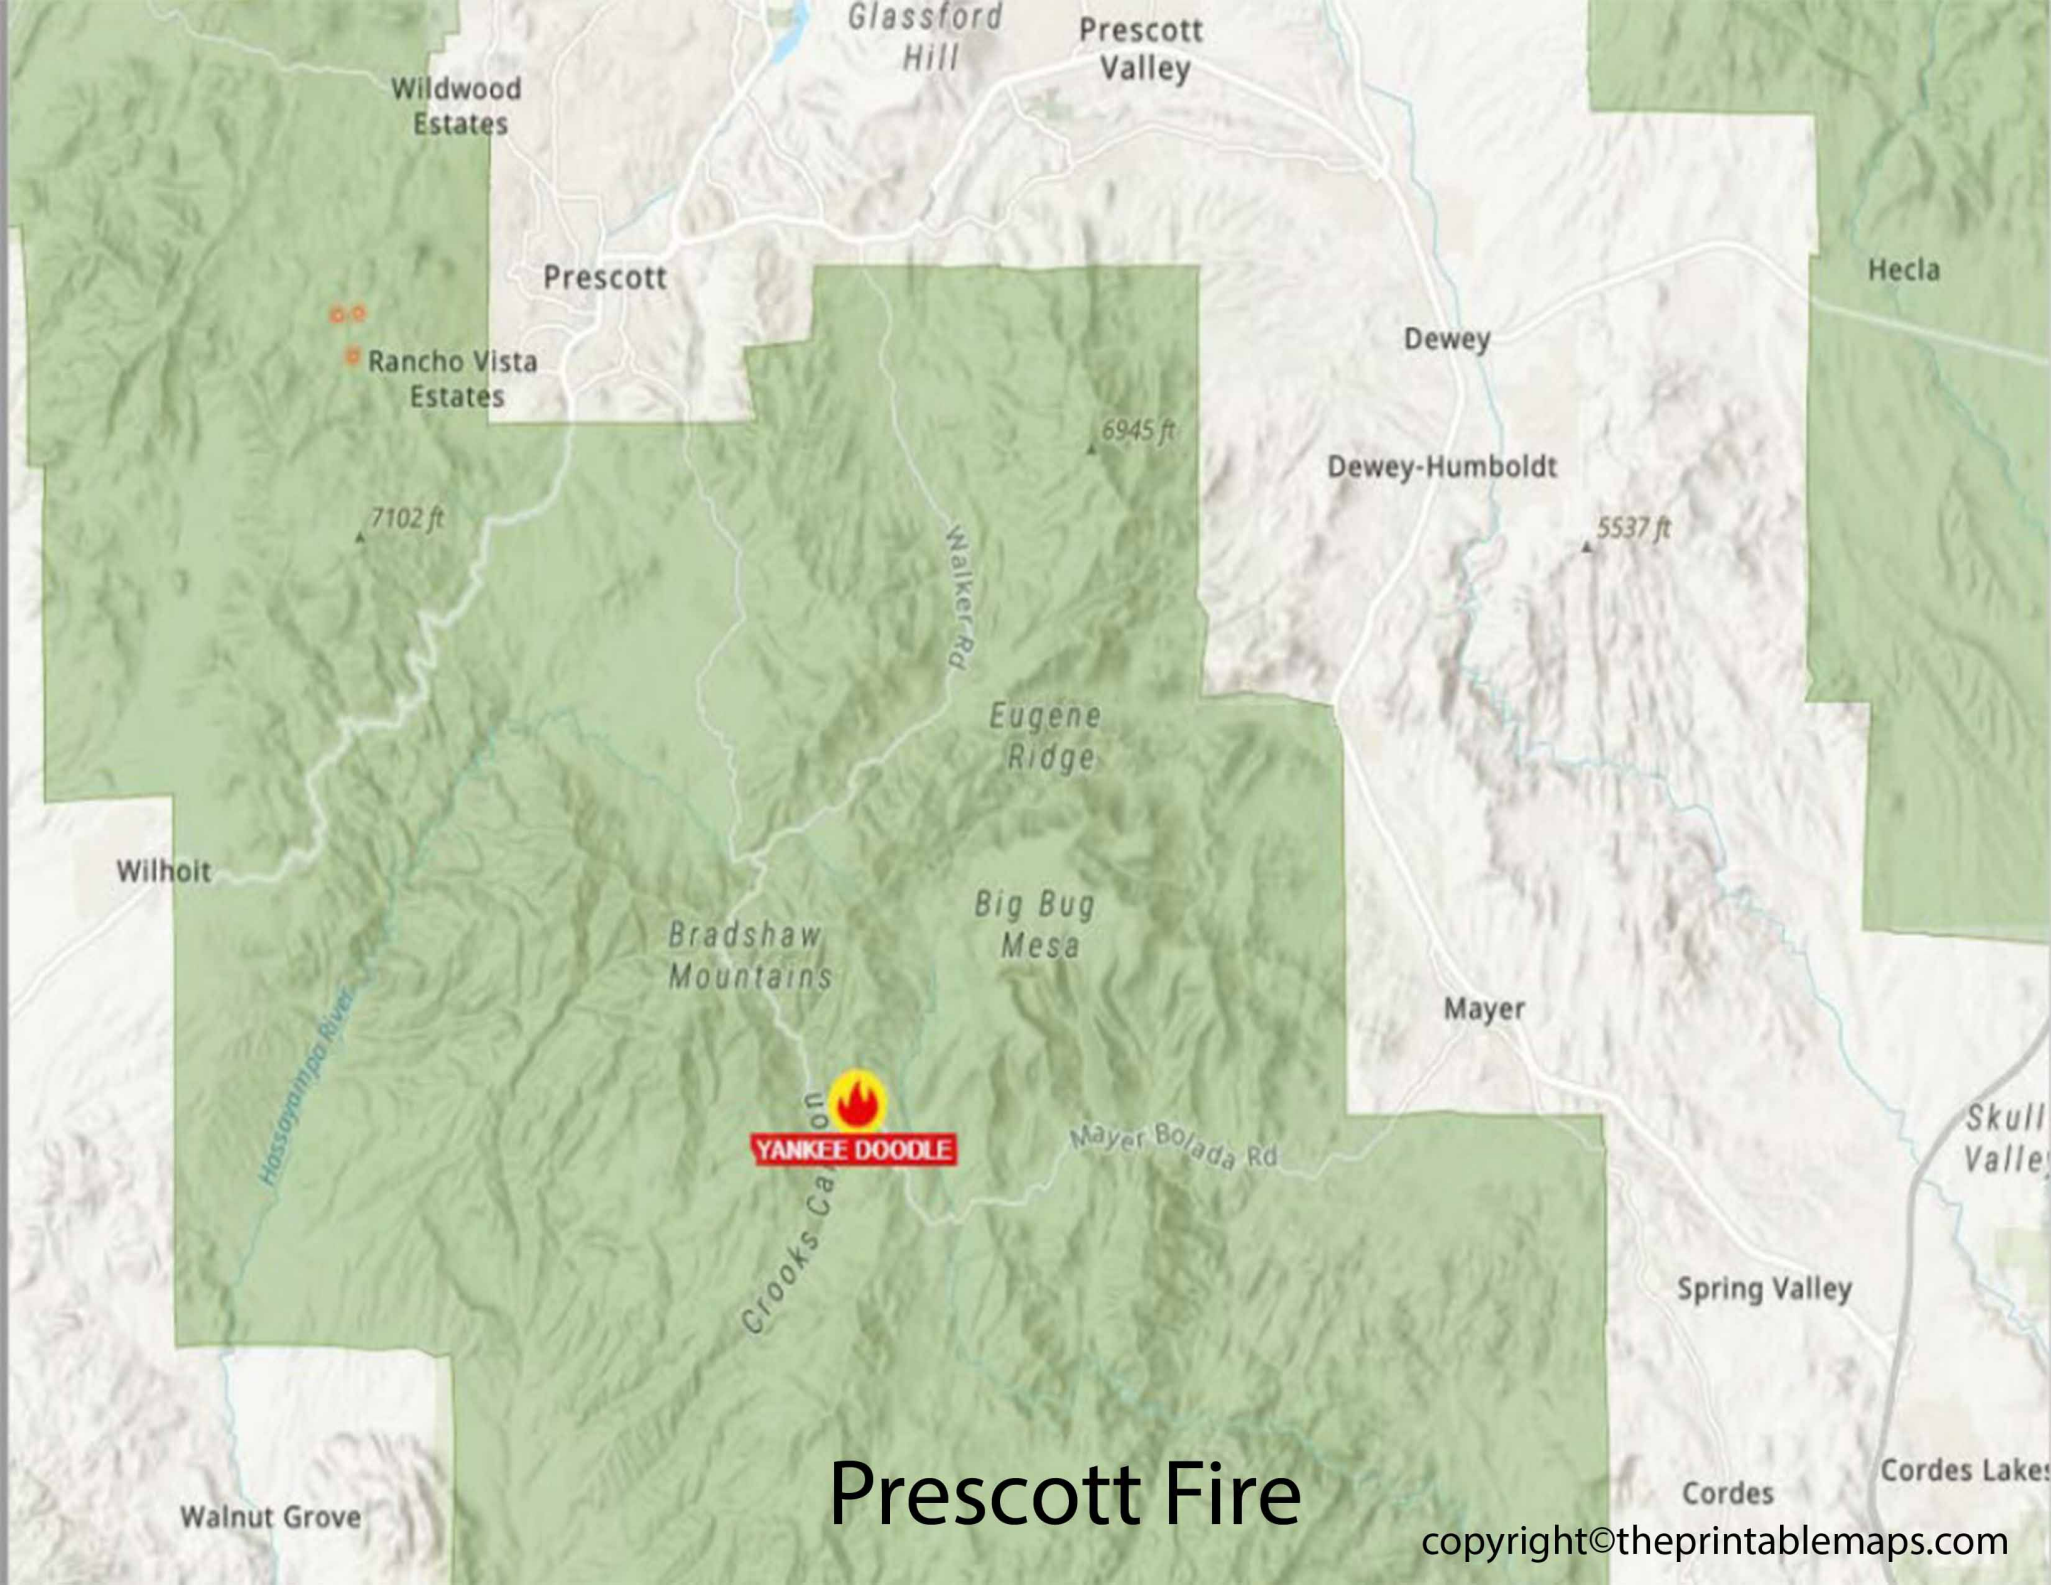 Glassford
Hill
Prescott
Valley
Wildwood
Estates
Prescott
Hecla
Dewey
Rancho Vista
Estates
6945 ft
Dewey-Humboldt
7102 ft
5537 ft
Walker Rd
Eugene
Ridge
Wilhoit
Big Bug
Mesa
Bradshaw
Mountains
Mayer
Hossoyampa River
Skull
Valley
YANKEE DOODLE
Mayer Bolada Rd
Crooks Ca on
Spring Valley
Cordes Lakes
Cordes
Prescott Fire
Walnut Grove
copyright©theprintablemaps.com